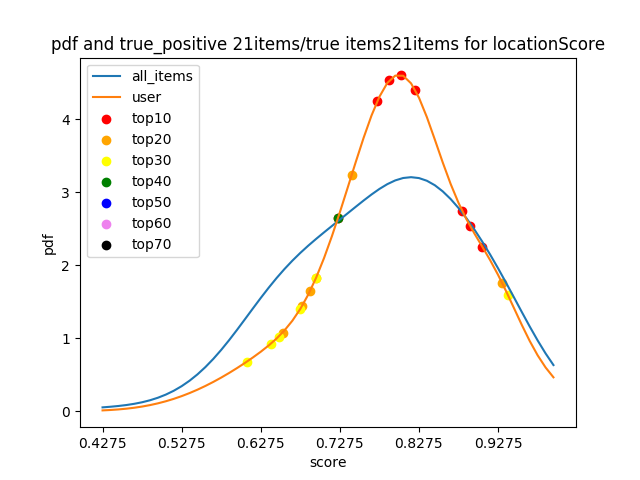 pdf and true_positive 21items/true items21items for locationScore
all_items
user
top10
top20
top30
top40
top50
top60
top70
pdf
4
3
2
1
0
0.4275 0.5275 0.6275 0.7275 0.8275 0.9275
score